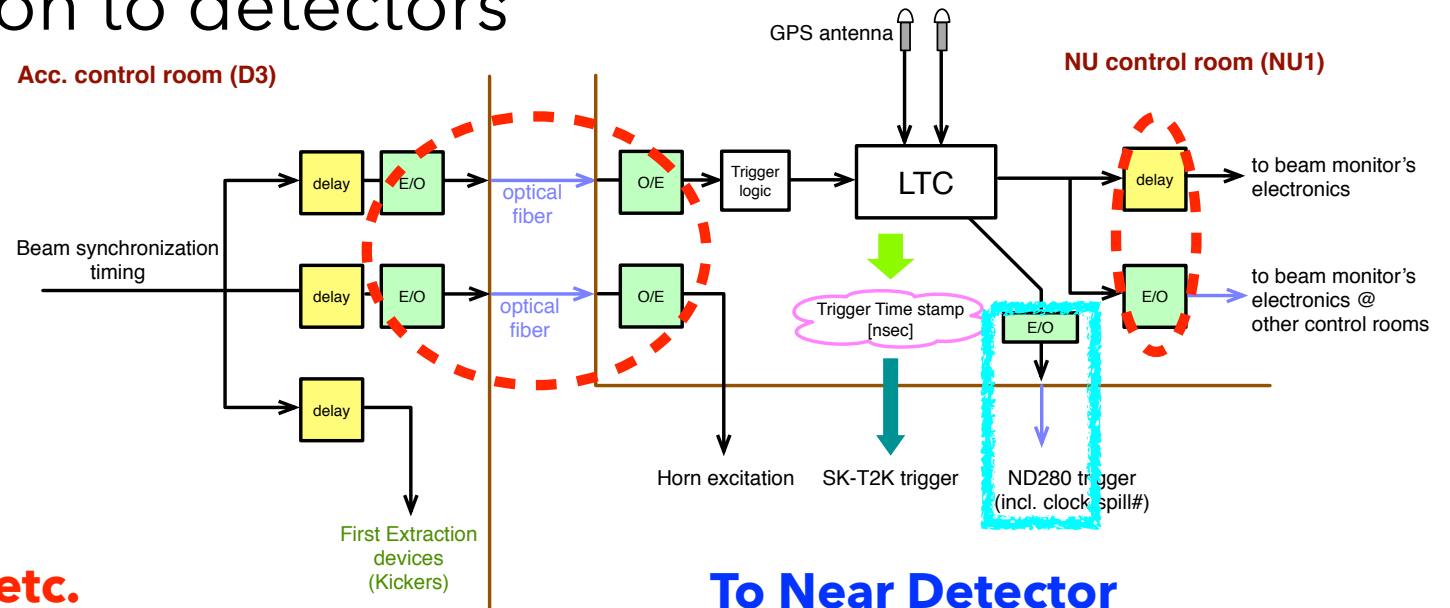 on to detectors
GPS antenna
Acc. control room (D3)
NU control room (NU1)
delay
E/O
optical
fiber
O/E
Trigger
logic
LTC
delay
to beam monitor's
electronics
Beam synchronization
timing
delay
E/O
optical
fiber
O/E
Trigger Time stamp
[nsec]
E/O
E/O
to beam monitor's
electronics @
other control rooms
delay
Horn excitation
SK-T2K trigger
ND280 trigger
(incl. clock spill#)
First Extraction
devices
(Kickers)
etc.
To Near Detector